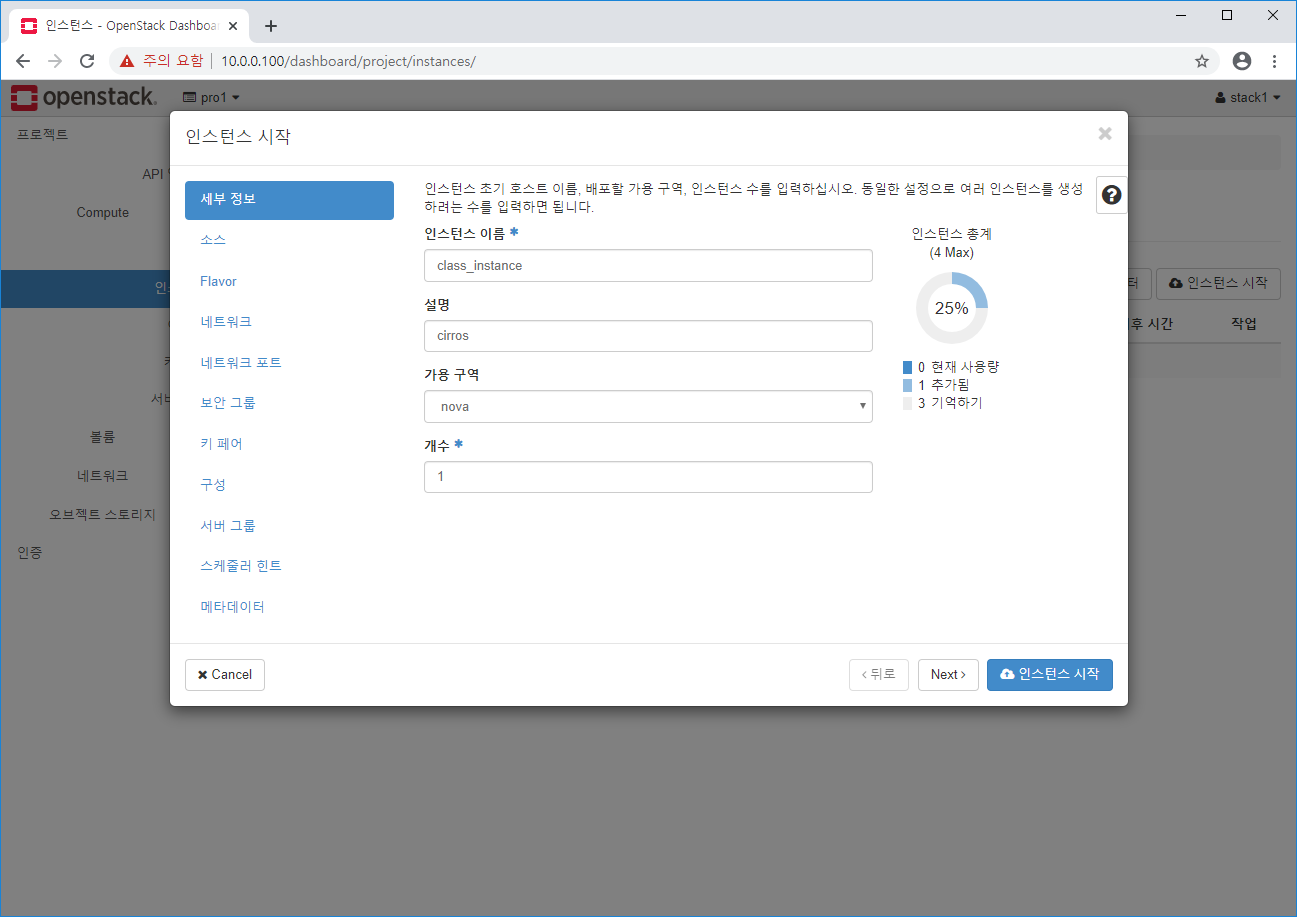 인스턴스 - OpenStack Dashboar
주의 요함 10.0.0.100/dashboard/project/instances/
openstack. pro1 stack1
프로젝트
API
Compute
볼륨
네트워크
오브젝트 스토리지
인증
인스턴스 시작
세부 정보
소스
Flavor
네트워크
네트워크 포트
보안 그룹
키 페어
구성
서버 그룹
스케줄러 힌트
메타데이터
인스턴스 초기 호스트 이름, 배포할 가용 구역, 인스턴스 수를 입력하십시오. 동일한 설정으로 여러 인스턴스를 생성
하려는 수를 입력하면 됩니다.
인스턴스 이름 *
class_instance
설명
cirros
가용 구역
nova
개수 *
1
인스턴스 총계
(4 Max)
25%
0 현재 사용량
1 추가됨
3 기억하기
Cancel
‹ 뒤로
Next ›
인스턴스 시작
인스턴스 시작
시간 작업